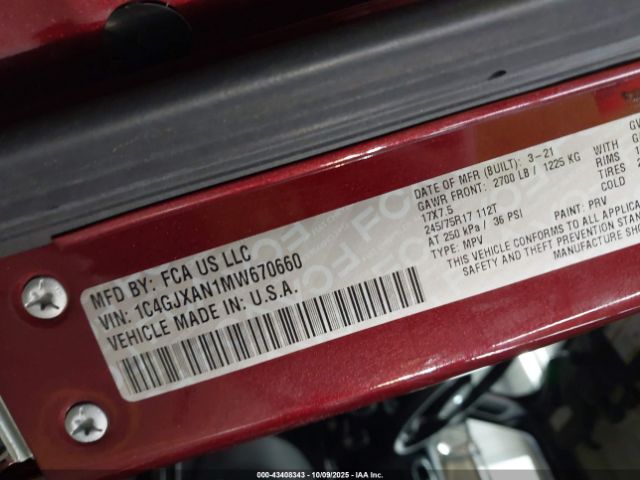 MFD BY: FCA US LLC
VIN: 1C4GJXAN1MW670660
VEHICLE MADE IN: U.S.A.
DATE OF MFR (BUILT): 3-21
GAWR FRONT: 2700 LB / 1225 KG WITH
17X7.5 RIMS
245/75R17 112T TIRES
AT 250 kPa / 36 PSI COLD
TYPE: MPV PAINT: PRV
THIS VEHICLE CONFORMS TO ALL APPLICABLE
SAFETY AND THEFT PREVENTION STAN
000-43408343 - 10/09/2025 - IAA Inc.